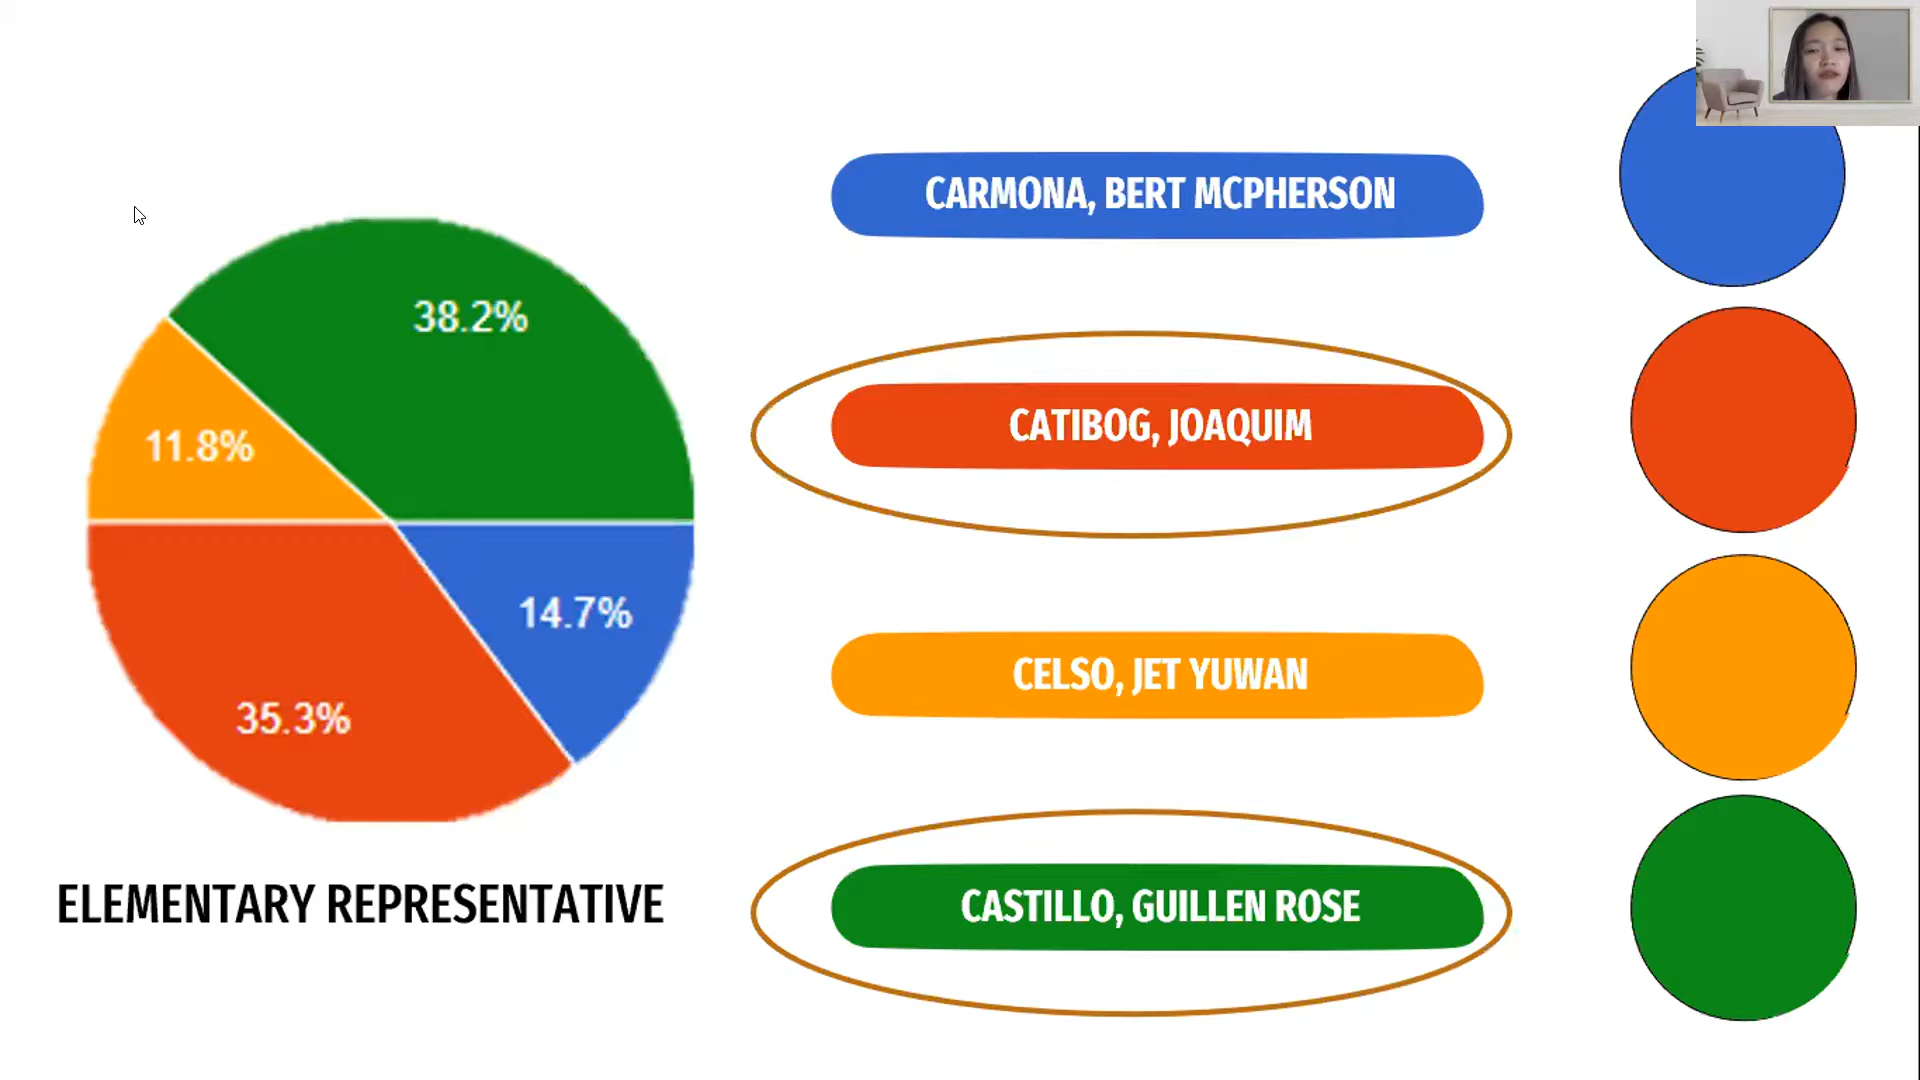 38.2%
11.8%
14.7%
35.3%
ELEMENTARY REPRESENTATIVE
CARMONA, BERT MCPHERSON
CATIBOG, JOAQUIM
CELSO, JET YUWAN
CASTILLO, GUILLEN ROSE